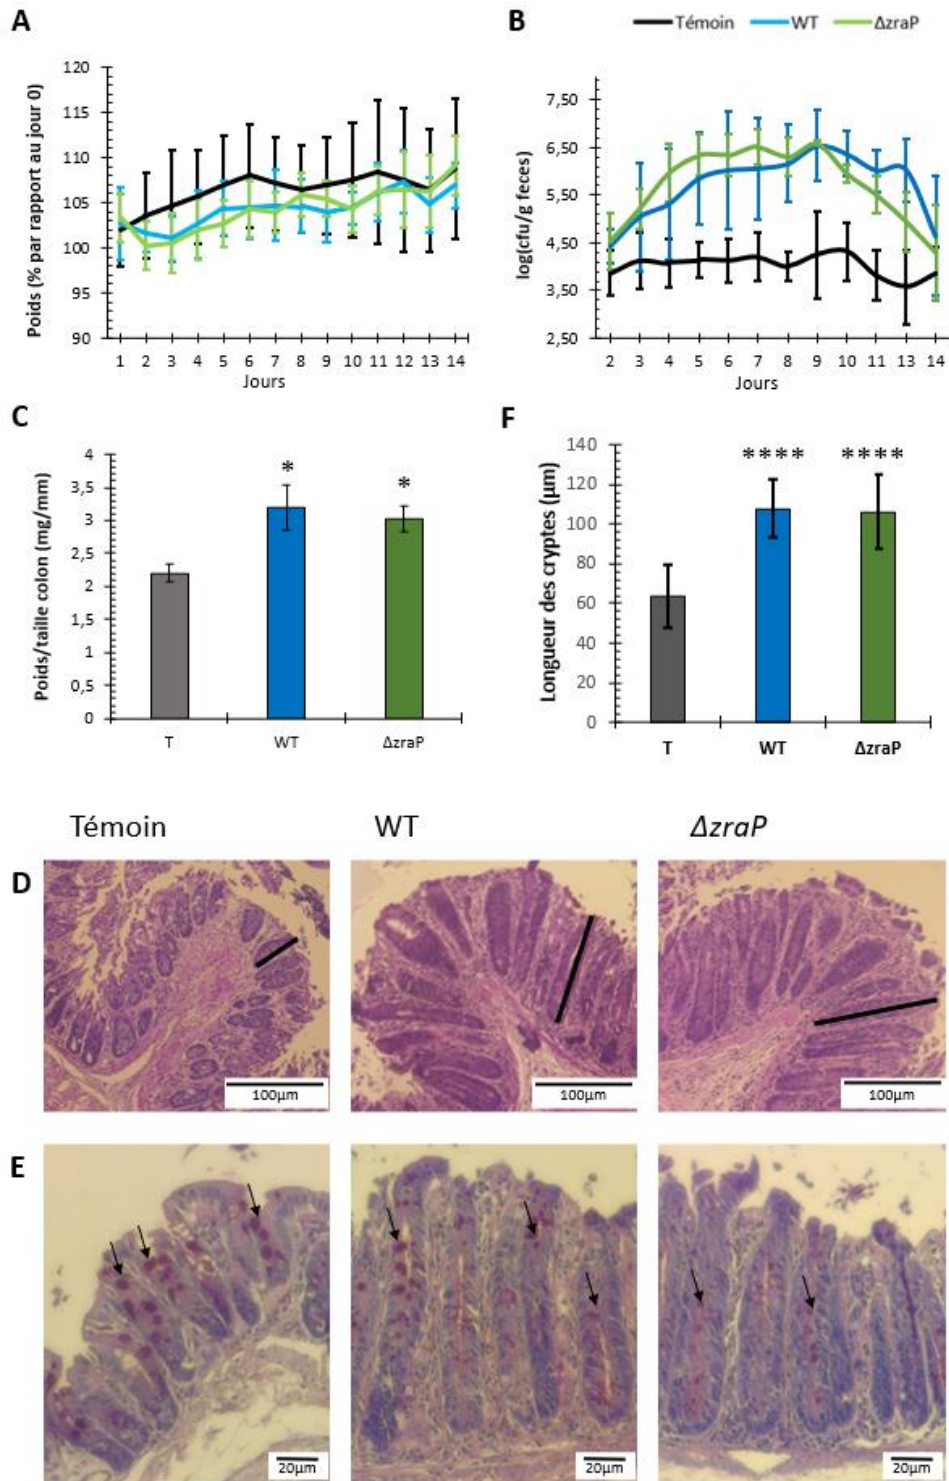 A
B
Témoin WT ΔzraP
Poids (% par rapport au jour 0)
120
115
110
105
100
95
90
1 2 3 4 5 6 7 8 9 10 11 12 13 14
Jours
log(cfu/g feces)
7,50
6,50
5,50
4,50
3,50
2,50
2 3 4 5 6 7 8 9 10 11 12 13 14
Jours
C
Poids/taille colon (mg/mm)
4
3,5
3
2,5
2
1,5
1
0,5
0
* *
T WT ΔzraP
F
Longueur des cryptes (µm)
140
120
100
80
60
40
20
0
**** ****
T WT ΔzraP
Témoin WT ΔzraP
D
100µm 100µm 100µm
E
20µm 20µm 20µm